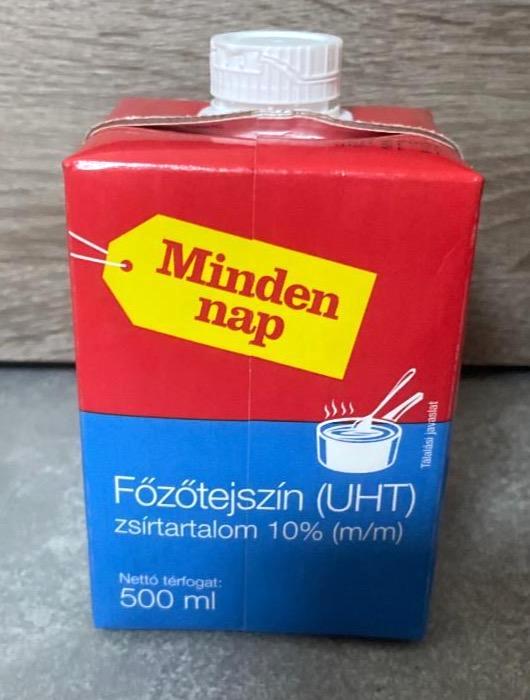 Minden
nap
Tálalási javaslat
Főzőtejszín (UHT)
zsírtartalom 10% (m/m)
Nettó térfogat:
500 ml